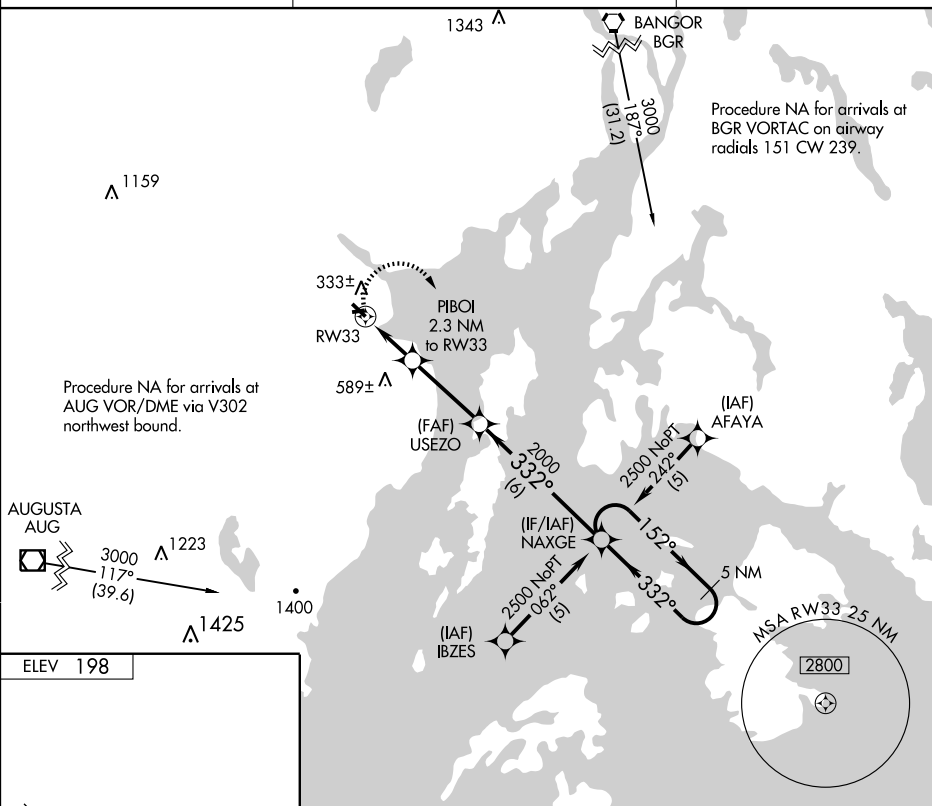 1343
BANGOR
BGR
3000
187°
(31.2)
Procedure NA for arrivals at
BGR VORTAC on airway
radials 151 CW 239.
1159
333±
RW33
PIBOI
2.3 NM
to RW33
589±
Procedure NA for arrivals at
AUG VOR/DME via V302
northwest bound.
(FAF)
USEZO
(IAF)
AFAYA
2000
332°
(6)
2500 NoPT
242°
(5)
AUGUSTA
AUG
3000
117°
(39.6)
1223
(IF/IAF)
NAXGE
152°
332°
5 NM
2500 NoPT
062°
(5)
1400
1425
(IAF)
IBZES
MSA RW33 25 NM
2800
ELEV 198